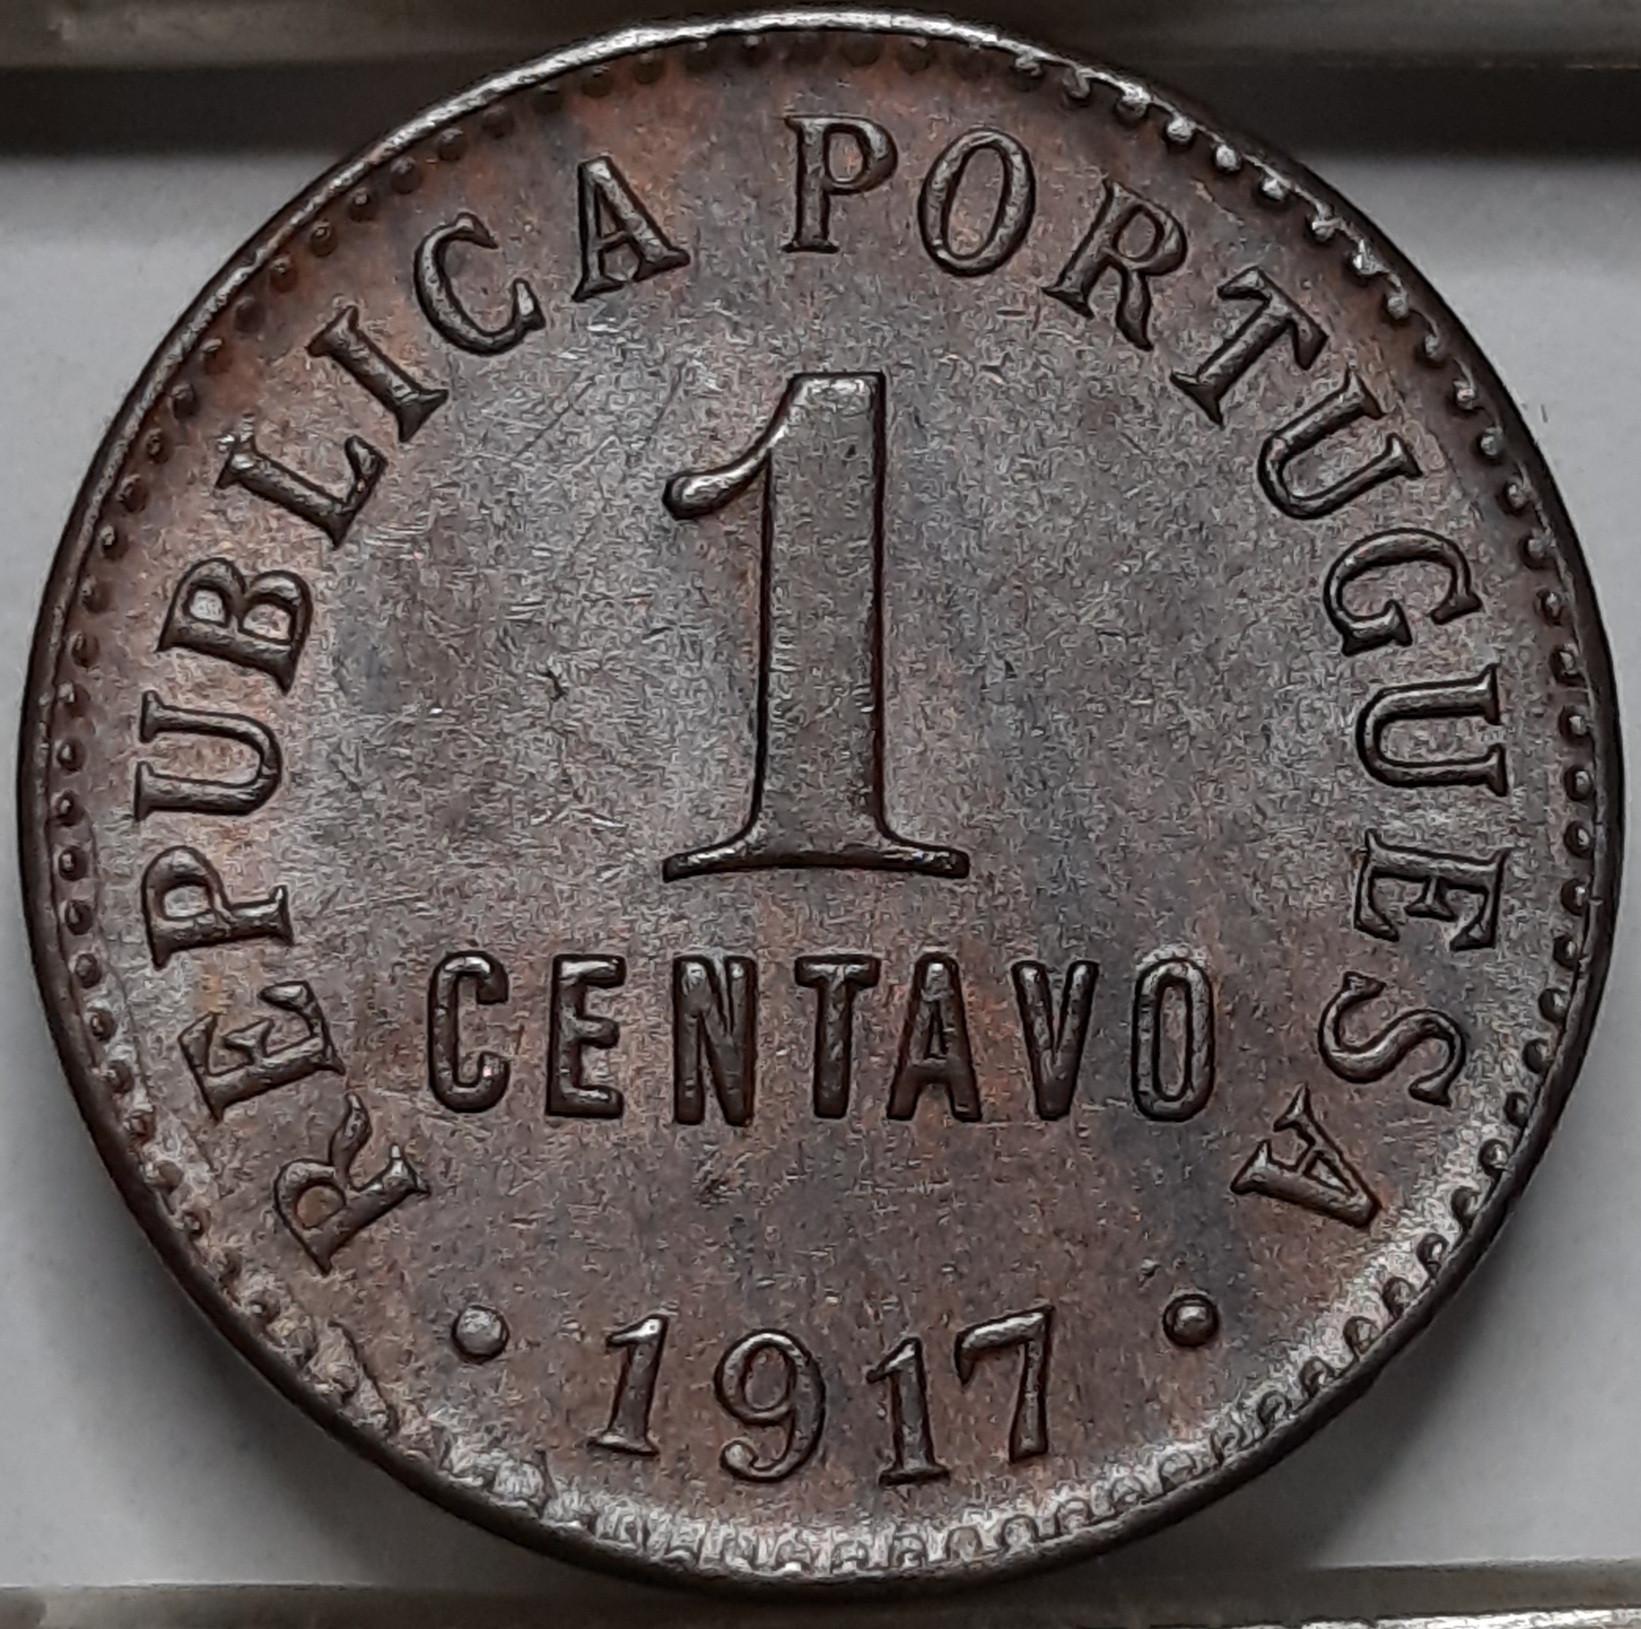 REPUBLICA PORTUGUESA
1
CENTAVO
• 1917 •